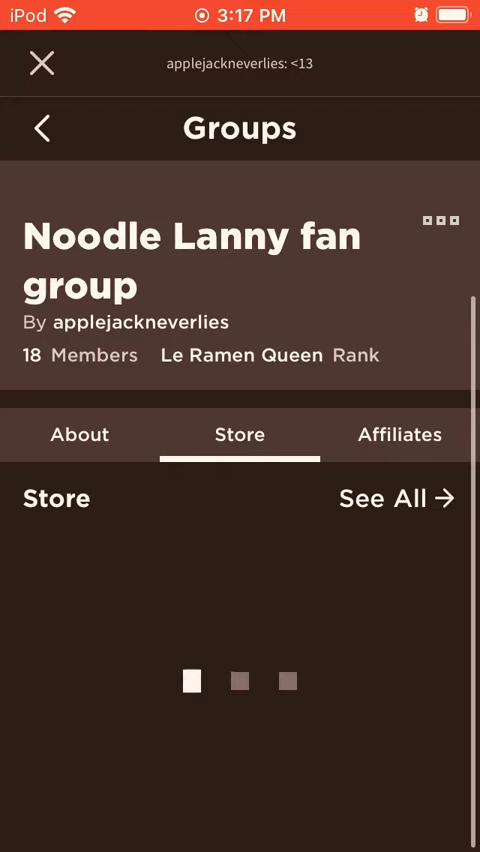 iPod 3:17 PM
applejackneverlies: <13
Groups
Noodle Lanny fan
group
By applejackneverlies
18 Members Le Ramen Queen Rank
About Store Affiliates
Store See All →